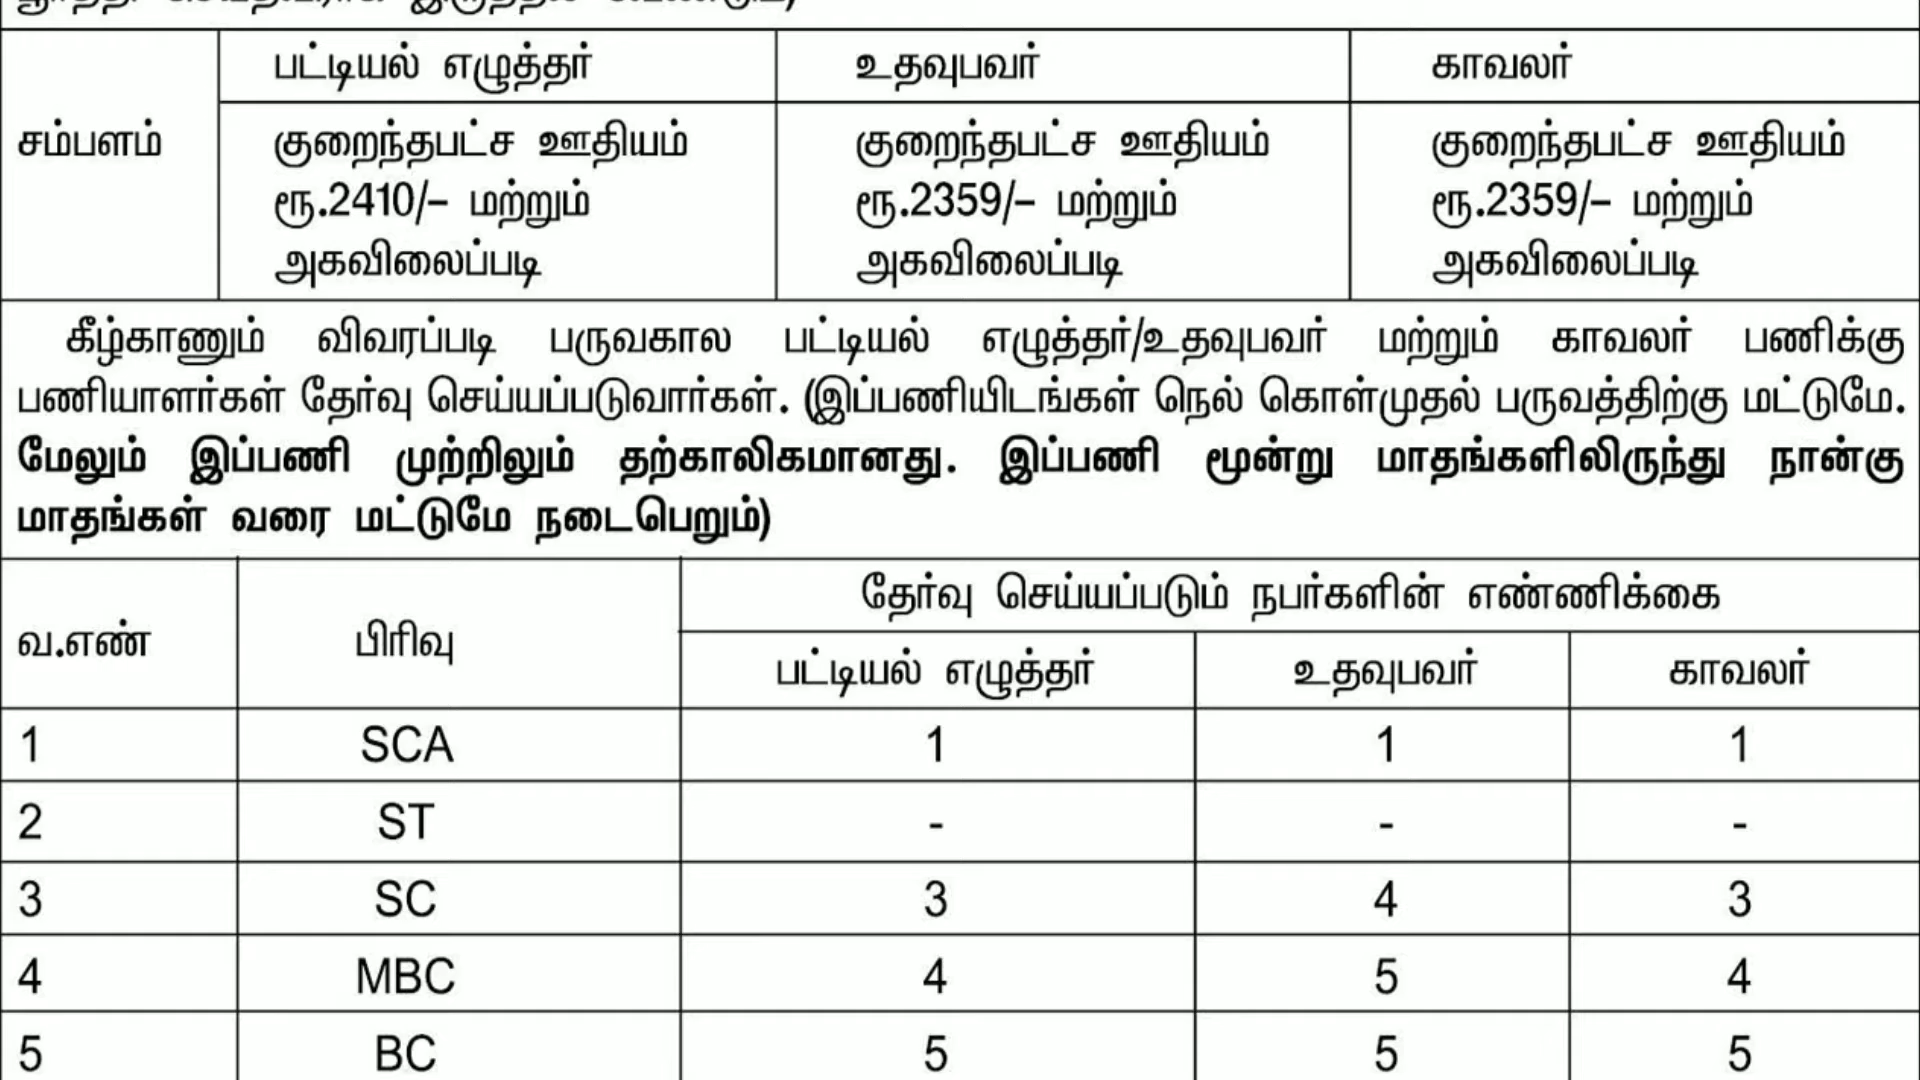 பட்டியல் எழுத்தர் உதவுபவர் காவலர்
சம்பளம் குறைந்தபட்ச ஊதியம் குறைந்தபட்ச ஊதியம் குறைந்தபட்ச ஊதியம்
ரூ.2410/– மற்றும் ரூ.2359/– மற்றும் ரூ.2359/– மற்றும்
அகவிலைப்படி அகவிலைப்படி அகவிலைப்படி
கீழ்காணும் விவரப்படி பருவகால பட்டியல் எழுத்தர்/உதவுபவர் மற்றும் காவலர் பணிக்கு
பணியாளர்கள் தேர்வு செய்யப்படுவார்கள். (இப்பணியிடங்கள் நெல் கொள்முதல் பருவத்திற்கு மட்டுமே.
மேலும் இப்பணி முற்றிலும் தற்காலிகமானது. இப்பணி மூன்று மாதங்களிலிருந்து நான்கு
மாதங்கள் வரை மட்டுமே நடைபெறும்)
தேர்வு செய்யப்படும் நபர்களின் எண்ணிக்கை
வ.எண் பிரிவு
பட்டியல் எழுத்தர் உதவுபவர் காவலர்
1 SCA 1 1 1
2 ST - - -
3 SC 3 4 3
4 MBC 4 5 4
5 BC 5 5 5